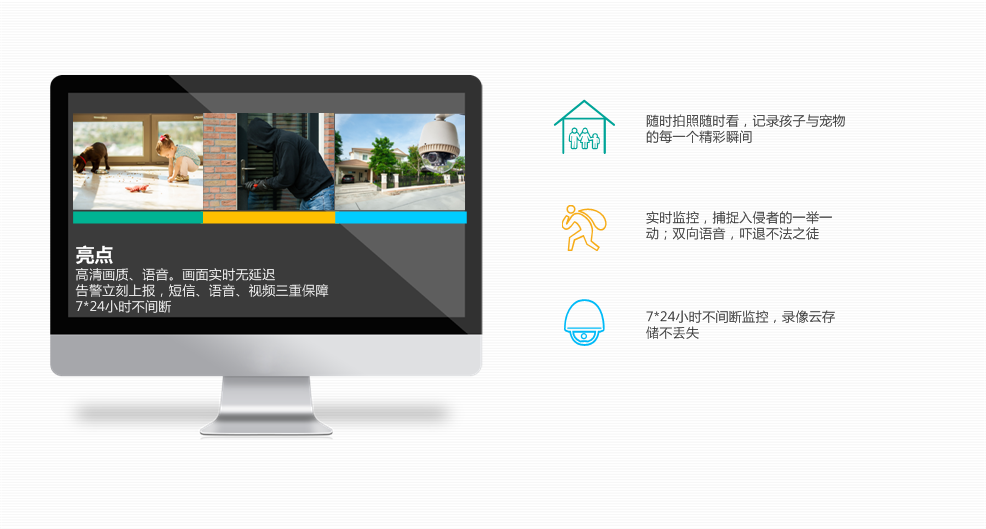 亮点
高清画质、语音。画面实时无延迟
告警立刻上报，短信、语音、视频三重保障
7*24小时不间断
随时拍照随时看，记录孩子与宠物
的每一个精彩瞬间
实时监控，捕捉入侵者的一举一
动；双向语音，吓退不法之徒
7*24小时不间断监控，录像云存
储不丢失